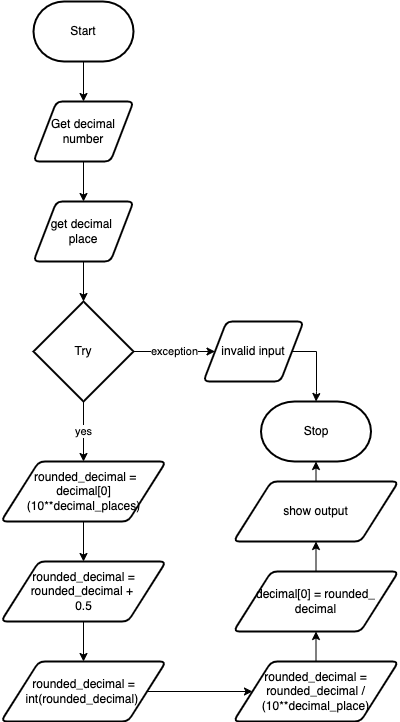 Start
Get decimal
number
get decimal
place
Try
exception
invalid input
yes
Stop
rounded_decimal =
decimal[0]
(10**decimal_places)
show output
rounded_decimal =
rounded_decimal +
0.5
decimal[0] = rounded_
decimal
rounded_decimal =
int(rounded_decimal)
rounded_decimal =
rounded_decimal /
(10**decimal_place)